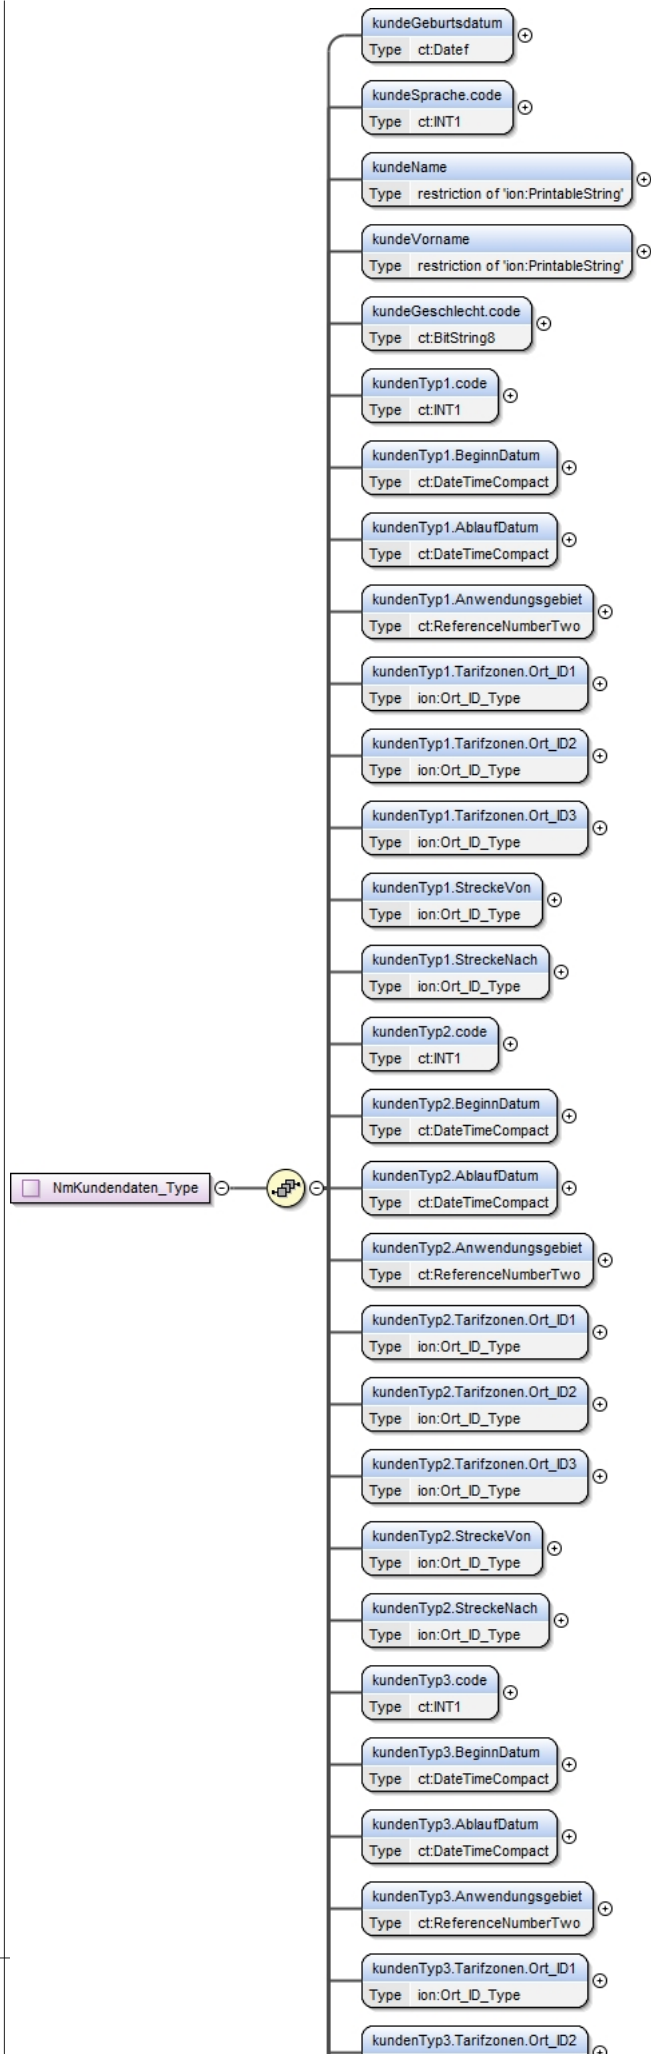 kundeGeburtsdatum
Type ct:Datef
kundeSprache.code
Type ct:INT1
kundeName
Type restriction of 'ion:PrintableString'
kundeVorname
Type restriction of 'ion:PrintableString'
kundeGeschlecht.code
Type ct:BitString8
kundenTyp1.code
Type ct:INT1
kundenTyp1.BeginnDatum
Type ct:DateTimeCompact
kundenTyp1.AblaufDatum
Type ct:DateTimeCompact
kundenTyp1.Anwendungsgebiet
Type ct:ReferenceNumberTwo
kundenTyp1.Tarifzonen.Ort_ID1
Type ion:Ort_ID_Type
kundenTyp1.Tarifzonen.Ort_ID2
Type ion:Ort_ID_Type
kundenTyp1.Tarifzonen.Ort_ID3
Type ion:Ort_ID_Type
kundenTyp1.StreckeVon
Type ion:Ort_ID_Type
kundenTyp1.StreckeNach
Type ion:Ort_ID_Type
kundenTyp2.code
Type ct:INT1
kundenTyp2.BeginnDatum
Type ct:DateTimeCompact
NmKundendaten_Type
kundenTyp2.AblaufDatum
Type ct:DateTimeCompact
kundenTyp2.Anwendungsgebiet
Type ct:ReferenceNumberTwo
kundenTyp2.Tarifzonen.Ort_ID1
Type ion:Ort_ID_Type
kundenTyp2.Tarifzonen.Ort_ID2
Type ion:Ort_ID_Type
kundenTyp2.Tarifzonen.Ort_ID3
Type ion:Ort_ID_Type
kundenTyp2.StreckeVon
Type ion:Ort_ID_Type
kundenTyp2.StreckeNach
Type ion:Ort_ID_Type
kundenTyp3.code
Type ct:INT1
kundenTyp3.BeginnDatum
Type ct:DateTimeCompact
kundenTyp3.AblaufDatum
Type ct:DateTimeCompact
kundenTyp3.Anwendungsgebiet
Type ct:ReferenceNumberTwo
kundenTyp3.Tarifzonen.Ort_ID1
Type ion:Ort_ID_Type
kundenTyp3.Tarifzonen.Ort_ID2